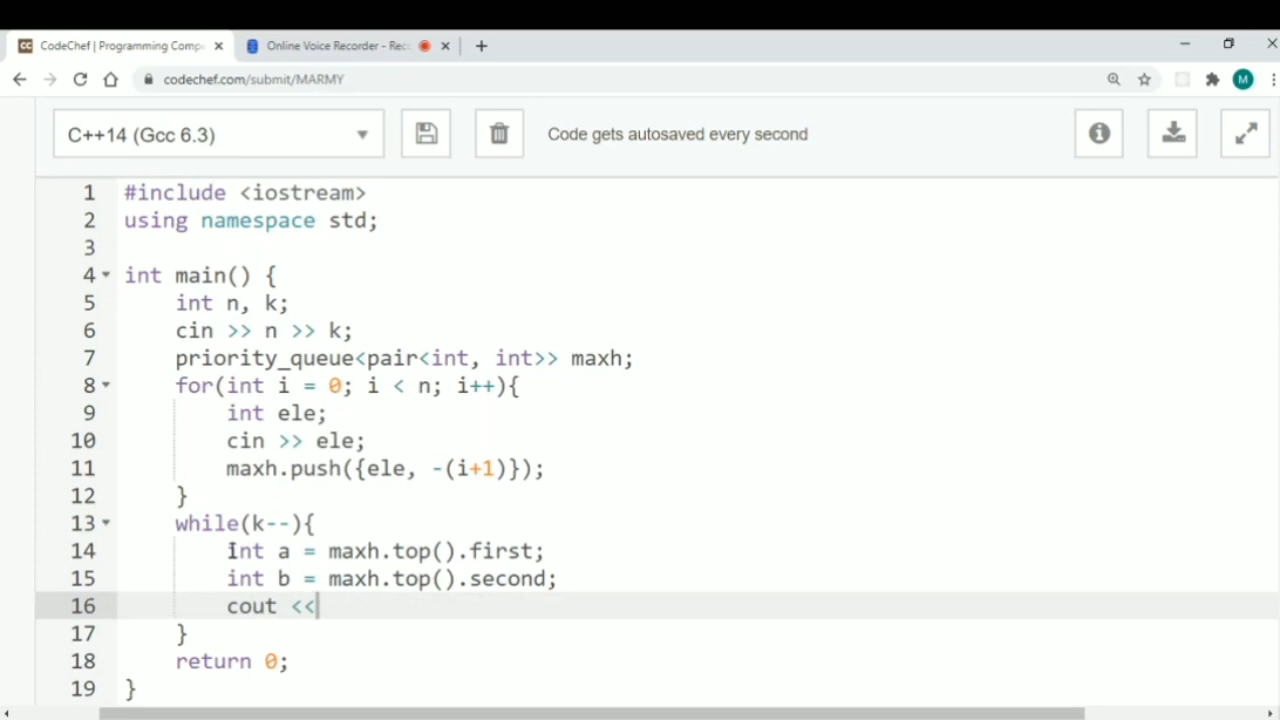 CodeChef | Programming Compe
Online Voice Recorder - Rec
codechef.com/submit/MARMY
M
C++14 (Gcc 6.3)
Code gets autosaved every second
1 #include <iostream>
2 using namespace std;
3
4 int main() {
5 int n, k;
6 cin >> n >> k;
7 priority_queue<pair<int, int>> maxh;
8 for(int i = 0; i < n; i++){
9 int ele;
10 cin >> ele;
11 maxh.push({ele, -(i+1)});
12 }
13 while(k--){
14 int a = maxh.top().first;
15 int b = maxh.top().second;
16 cout <<
17 }
18 return 0;
19 }